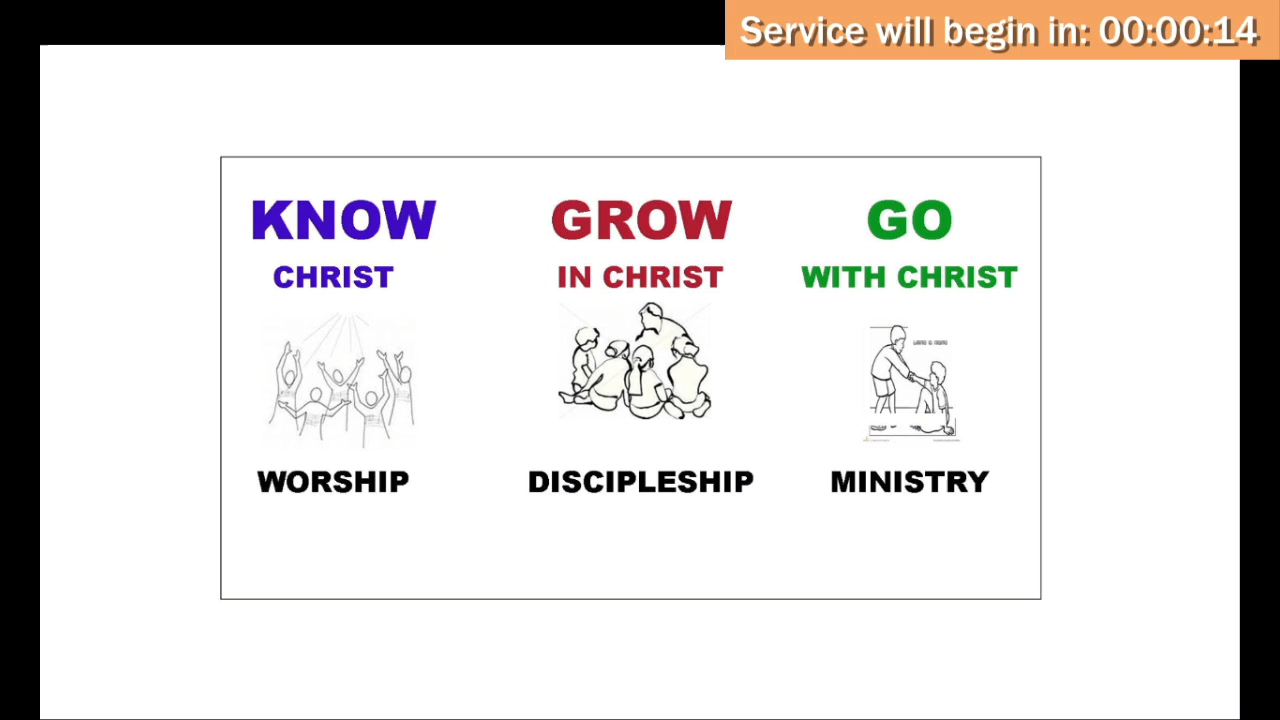 Service will begin in: 00:00:14
KNOW
CHRIST
WORSHIP
GROW
IN CHRIST
DISCIPLESHIP
GO
WITH CHRIST
MINISTRY